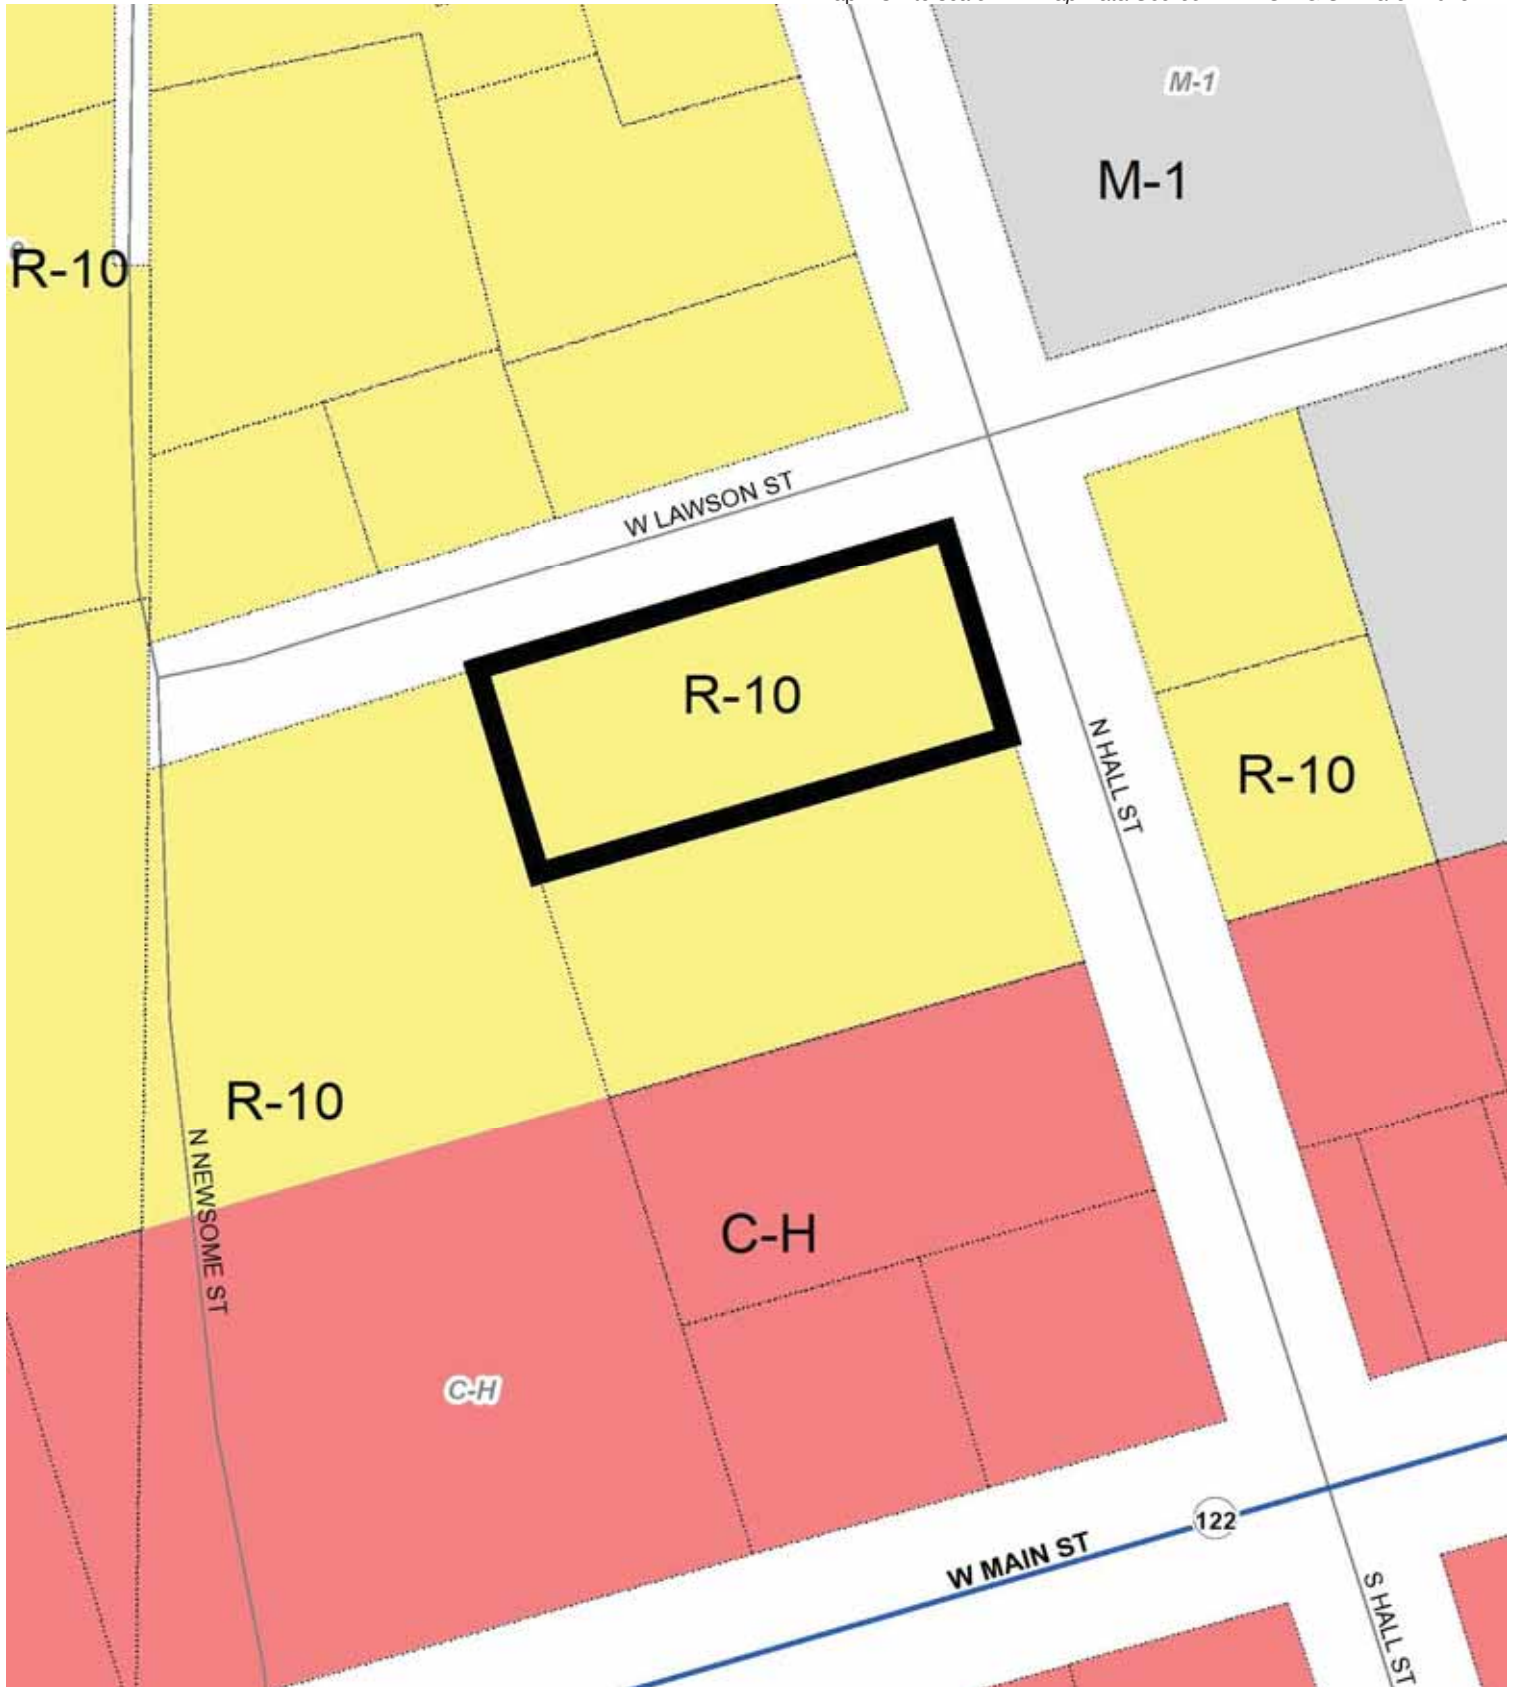 M-1
M-1
R-10
W LAWSON ST
R-10
N HALL ST
R-10
R-10
N NEWSOME ST
C-H
C-H
122
W MAIN ST
S HALL ST